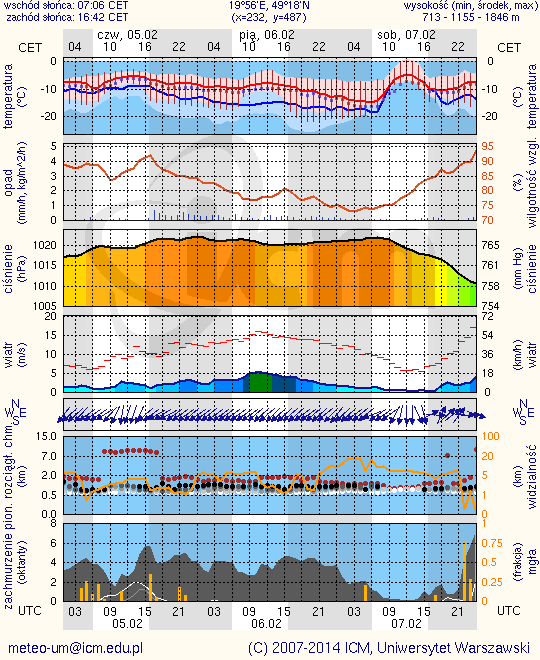 wschód słońca: 07:06 CET 19°56'E, 49°18'N wysokość (min, środek, max)
zachód słońca: 16:42 CET (x=232, y=487) 713 - 1155 - 1846 m
czw, 05.02 pią, 06.02 sob, 07.02
CET 04 10 16 22 04 10 16 22 04 10 16 22 CET
temperatura (°C) 0 -10 -20 0 -10 -20 (°C) temperatura
opad (mm/h, kg/m^2/h) 5 4 3 2 1 0 95 90 85 80 75 70 (%) wilgotność wzgl.
ciśnienie (hPa) 1020 1015 1010 1005 765 761 758 754 (mm Hg) ciśnienie
wiatr (m/s) 20 15 10 5 0 72 54 36 18 0 (km/h) wiatr
N W E S N W E S
pion. rozciągł. chm. (km) 15.0 7.0 2.0 0.5 0.0 100 20 5 1 0 (km) widzialność
zachmurzenie (oktanty) 8 6 4 2 0 1 0.75 0.5 0.25 0 (frakcja) mgła
UTC 03 09 15 21 03 09 15 21 03 09 15 21 UTC
05.02 06.02 07.02
meteo-um@icm.edu.pl (C) 2007-2014 ICM, Uniwersytet Warszawski